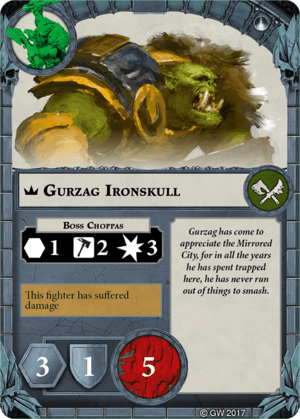 GURZAG IRONSKULL
BOSS CHOPPAS
1 2 3
Gurzag has come to
appreciate the Mirrored
City, for in all the years
he has spent trapped
here, he has never run
out of things to smash.
This fighter has suffered
damage
3 1 5
© GW 2017